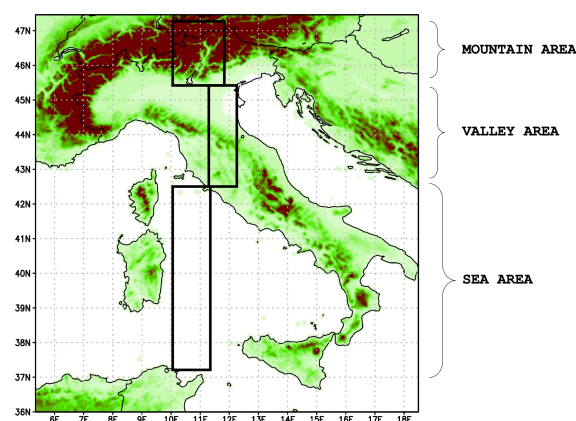 47N
46N
45N
44N
43N
42N
41N
40N
39N
38N
37N
36N
6E 7E 8E 9E 10E 11E 12E 13E 14E 15E 16E 17E 18E
MOUNTAIN AREA
VALLEY AREA
SEA AREA